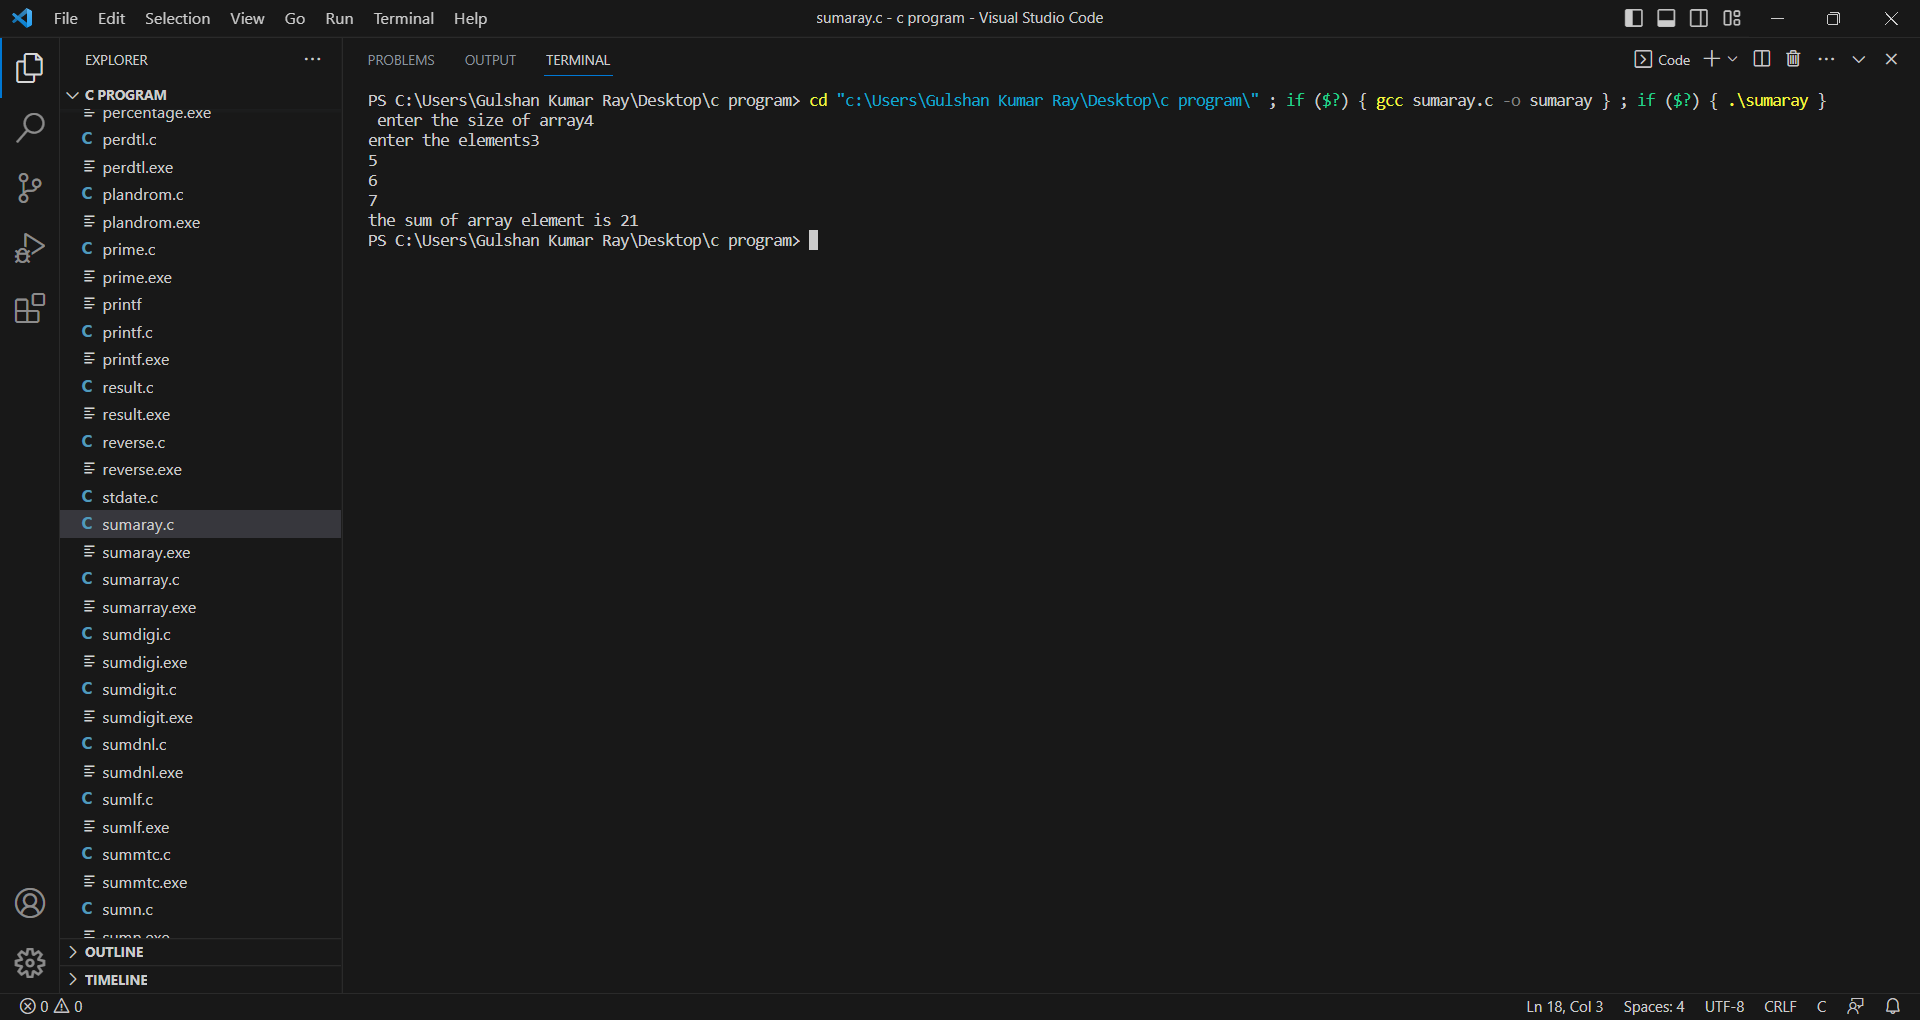 File Edit Selection View Go Run Terminal Help
sumaray.c - c program - Visual Studio Code
EXPLORER
C PROGRAM
percentage.exe
C perdtl.c
perdtl.exe
C plandrom.c
plandrom.exe
C prime.c
prime.exe
printf
C printf.c
printf.exe
C result.c
result.exe
C reverse.c
reverse.exe
C stdate.c
C sumaray.c
sumaray.exe
C sumarray.c
sumarray.exe
C sumdigi.c
sumdigi.exe
C sumdigit.c
sumdigit.exe
C sumdnl.c
sumdnl.exe
C sumlf.c
sumlf.exe
C summtc.c
summtc.exe
C sumn.c
sumn.exe
OUTLINE
TIMELINE
PROBLEMS OUTPUT TERMINAL
Code
PS C:\Users\Gulshan Kumar Ray\Desktop\c program> cd "c:\Users\Gulshan Kumar Ray\Desktop\c program\" ; if ($?) { gcc sumaray.c -o sumaray } ; if ($?) { .\sumaray }
enter the size of array4
enter the elements3
5
6
7
the sum of array element is 21
PS C:\Users\Gulshan Kumar Ray\Desktop\c program>
0 0
Ln 18, Col 3 Spaces: 4 UTF-8 CRLF C